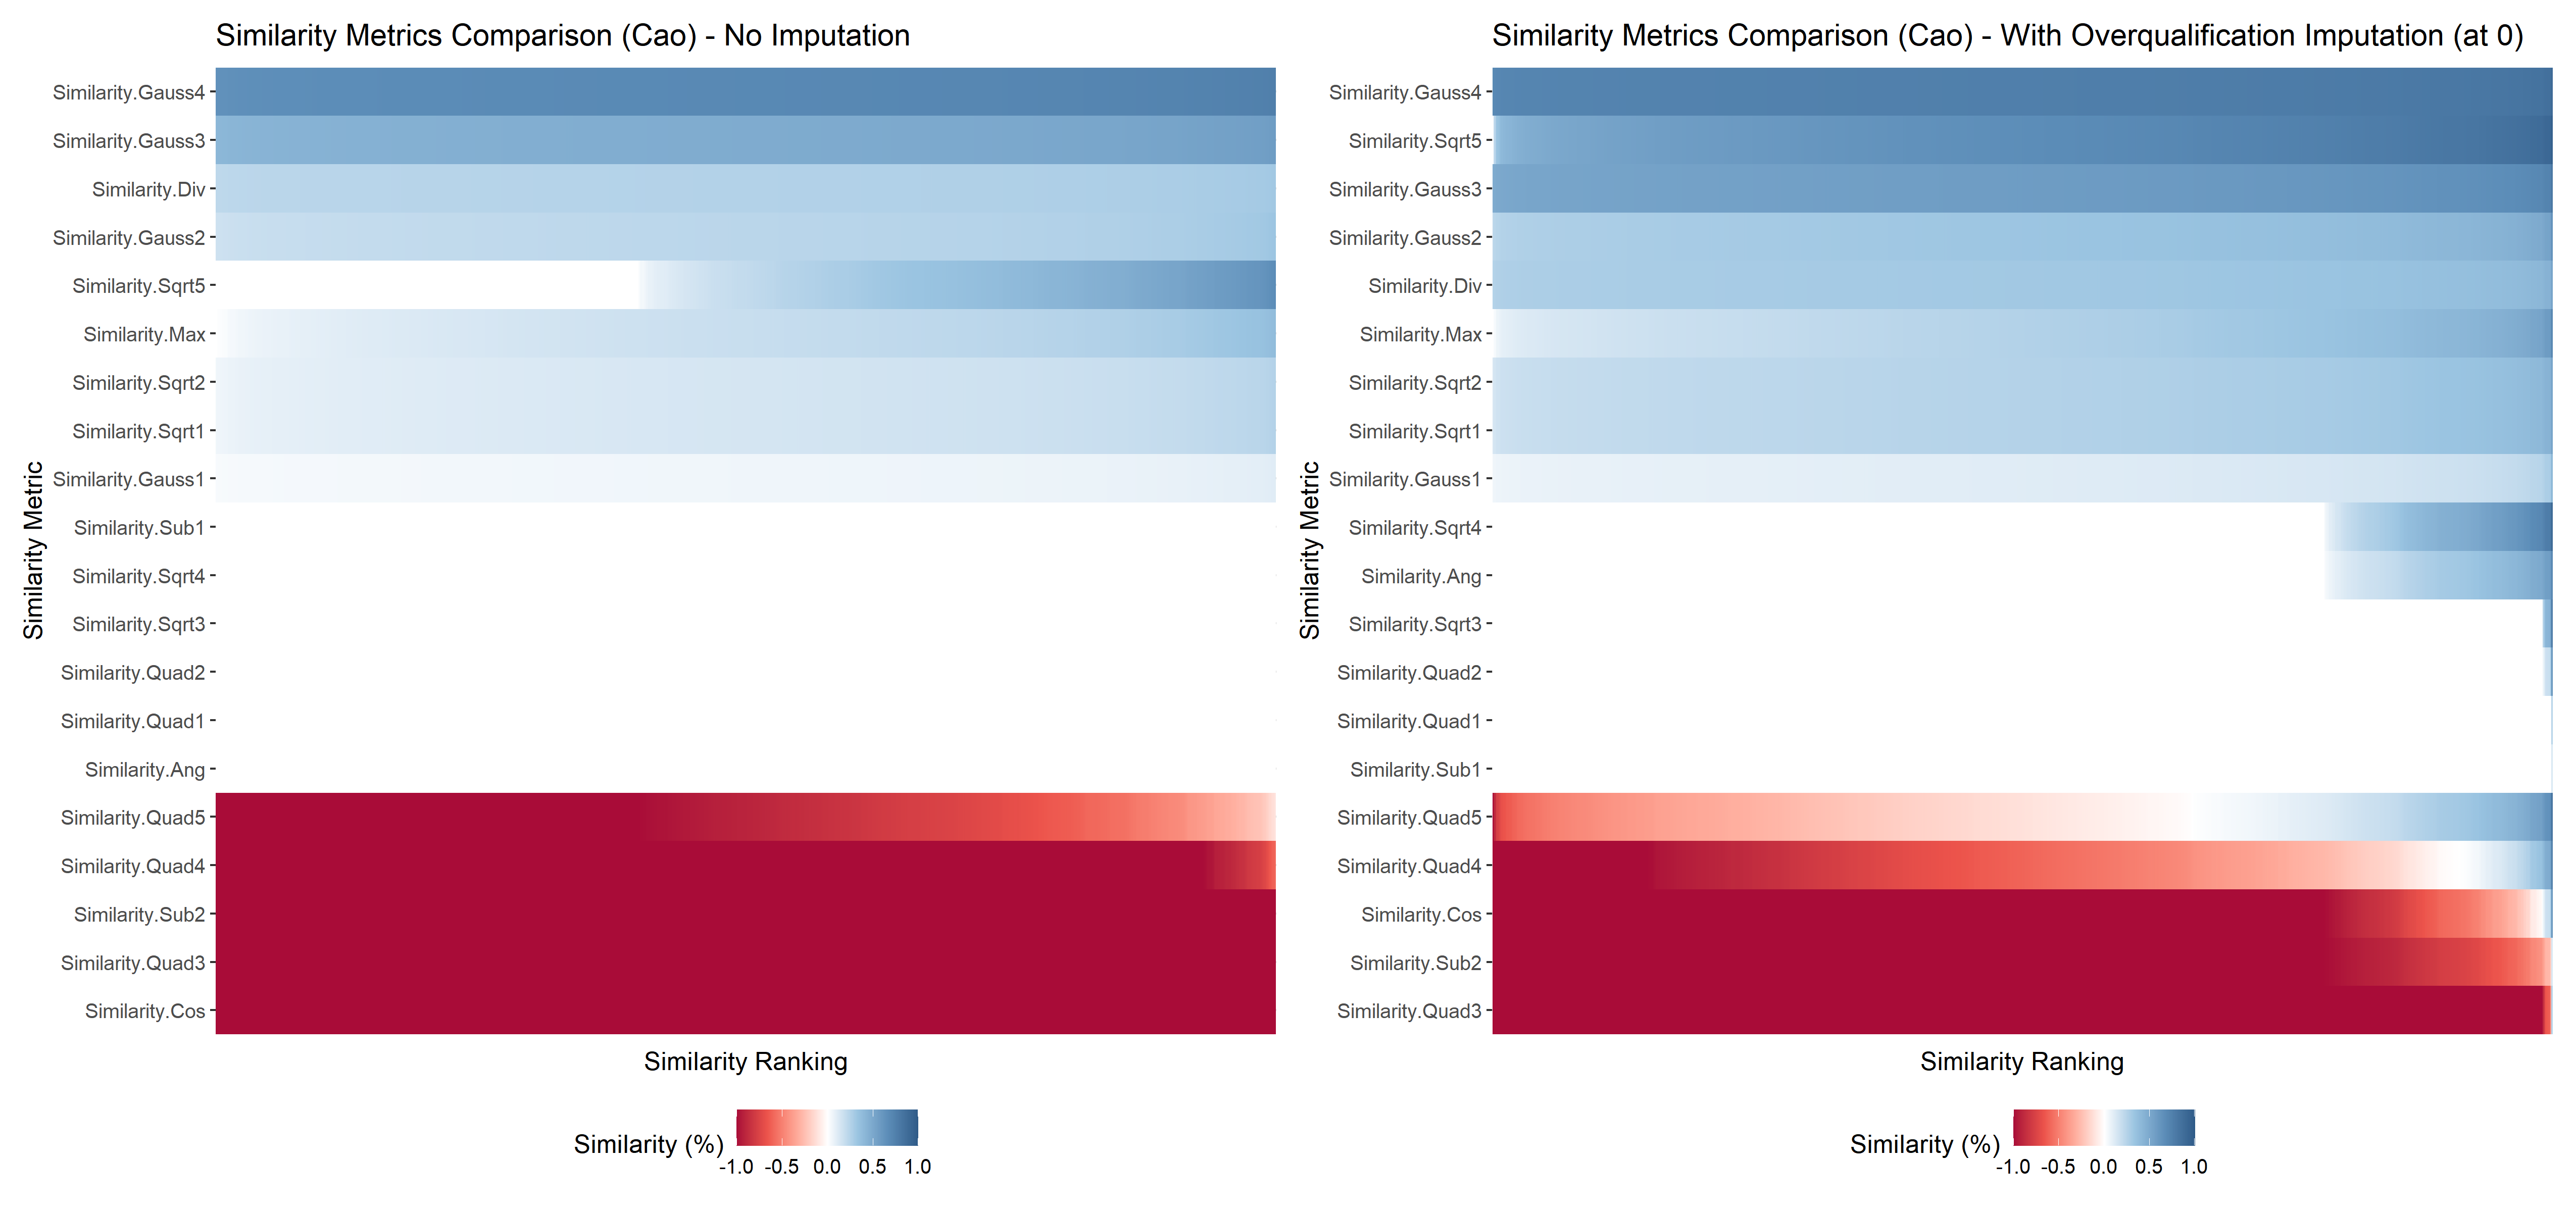 Similarity Metrics Comparison (Cao) - No Imputation
Similarity Metric
Similarity.Gauss4
Similarity.Gauss3
Similarity.Div
Similarity.Gauss2
Similarity.Sqrt5
Similarity.Max
Similarity.Sqrt2
Similarity.Sqrt1
Similarity.Gauss1
Similarity.Sub1
Similarity.Sqrt4
Similarity.Sqrt3
Similarity.Quad2
Similarity.Quad1
Similarity.Ang
Similarity.Quad5
Similarity.Quad4
Similarity.Sub2
Similarity.Quad3
Similarity.Cos
Similarity Ranking
Similarity (%)
-1.0 -0.5 0.0 0.5 1.0
Similarity Metrics Comparison (Cao) - With Overqualification Imputation (at 0)
Similarity Metric
Similarity.Gauss4
Similarity.Sqrt5
Similarity.Gauss3
Similarity.Gauss2
Similarity.Div
Similarity.Max
Similarity.Sqrt2
Similarity.Sqrt1
Similarity.Gauss1
Similarity.Sqrt4
Similarity.Ang
Similarity.Sqrt3
Similarity.Quad2
Similarity.Quad1
Similarity.Sub1
Similarity.Quad5
Similarity.Quad4
Similarity.Cos
Similarity.Sub2
Similarity.Quad3
Similarity Ranking
Similarity (%)
-1.0 -0.5 0.0 0.5 1.0